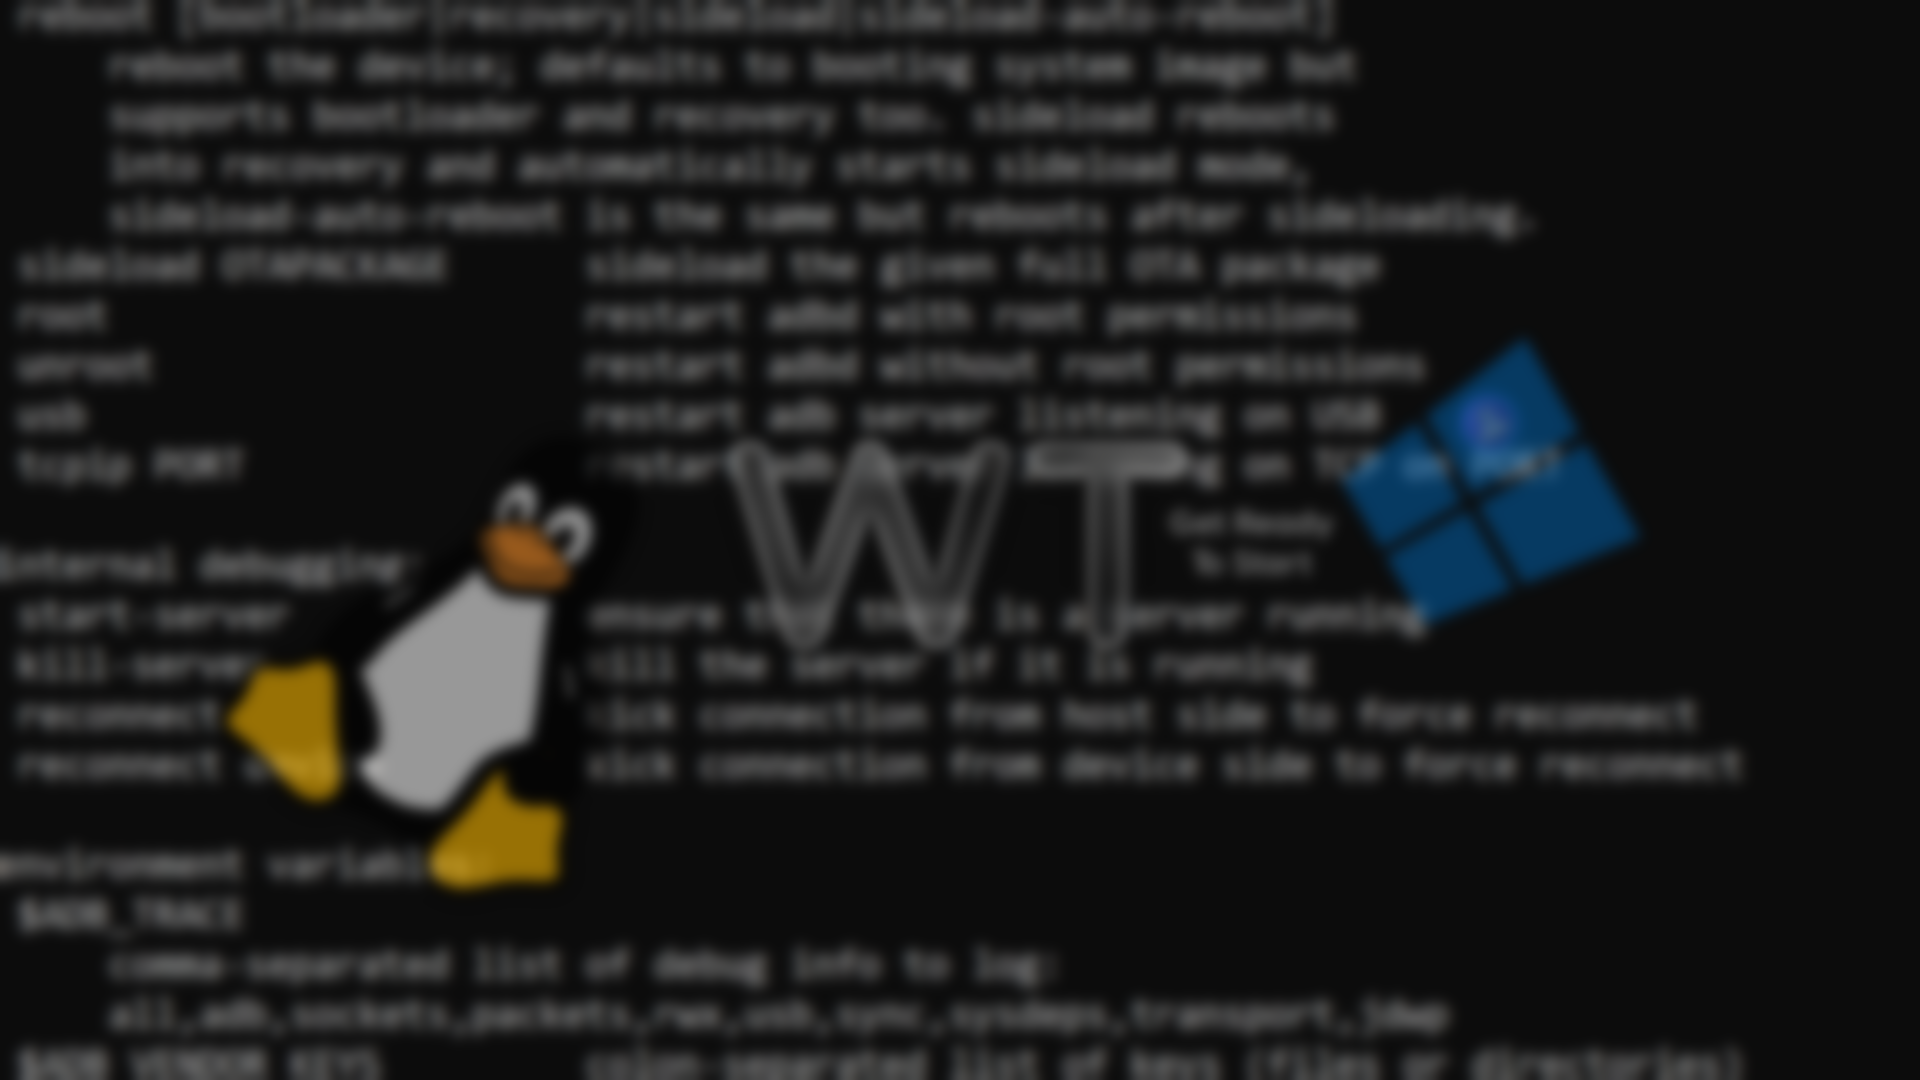 reboot [bootloader|recovery|sideload|sideload-auto-reboot]
reboot the device; defaults to booting system image but
supports bootloader and recovery too. sideload reboots
into recovery and automatically starts sideload mode,
sideload-auto-reboot is the same but reboots after sideloading.
sideload OTAPACKAGE sideload the given full OTA package
root restart adbd with root permissions
unroot restart adbd without root permissions
usb restart adb server listening on USB
tcpip PORT adb server on TCP on PORT
WT
Get Ready
To Start
internal debugging:
start-server ensure there is a server running
kill-server kill the server if it is running
reconnect kick connection from host side to force reconnect
reconnect kick connection from device side to force reconnect
environment variables:
$ADB_TRACE
comma-separated list of debug info to log:
all,adb,sockets,packets,rwx,usb,sync,sysdeps,transport,jdwp
$ADB_VENDOR_KEYS colon-separated list of keys (files or directories)